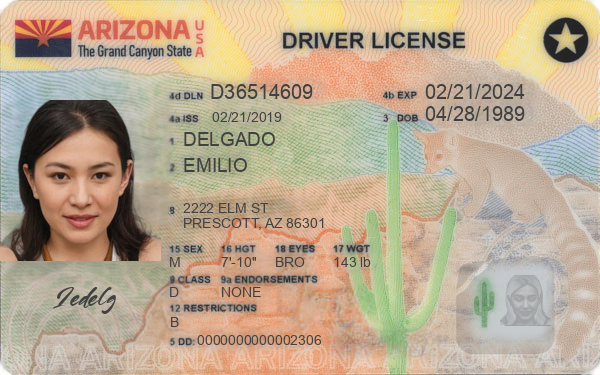 ARIZONA USA
The Grand Canyon State
DRIVER LICENSE
4d DLN D36514609
4b EXP 02/21/2024
4a ISS 02/21/2019
3 DOB 04/28/1989
1 DELGADO
2 EMILIO
8 2222 ELM ST
PRESCOTT, AZ 86301
15 SEX 16 HGT 18 EYES 17 WGT
M 7'-10" BRO 143 lb
9 CLASS 9a ENDORSEMENTS
D NONE
12 RESTRICTIONS
B
5 DD: 0000000000002306
Zedelg
ARIZONA ARIZONA ARIZONA ARIZONA